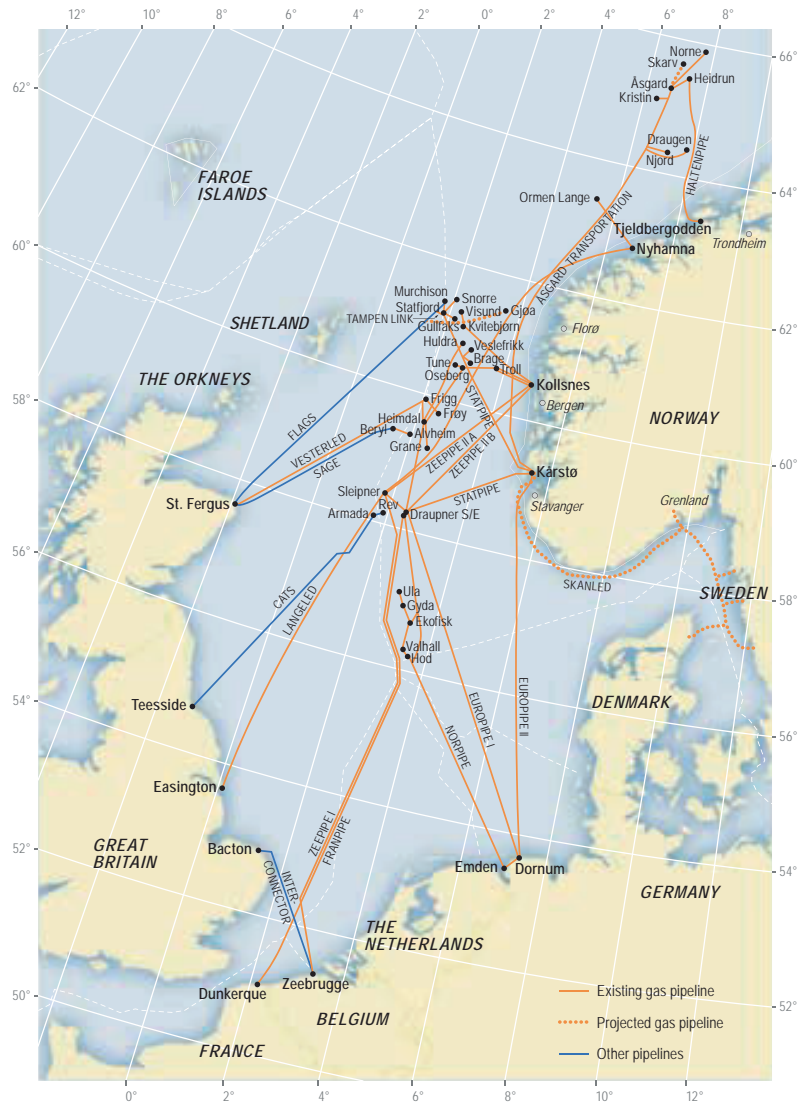 12° 10° 8° 6° 4° 2° 0° 2° 4° 6° 8°
66°
Norne
Skarv
Åsgard
Heidrun
Kristin
62°
Draugen
Njord
HALTENPIPE
FAROE
ISLANDS
64°
Ormen Lange
ÅSGARD TRANSPORTATION
Tjeldbergodden
Nyhamna
Trondheim
60°
Murchison
Snorre
Statfjord
Visund
Gjøa
TAMPEN LINK
Gullfaks
Kvitebjørn
SHETLAND
Florø
62°
Huldra
Veslefrikk
Brage
Tune
Oseberg
Troll
THE ORKNEYS
Kollsnes
58°
Frigg
STATPIPE
Bergen
Frøy
NORWAY
FLAGS
Heimdal
Beryl
Alvheim
VESTERLED
SAGE
Grane
ZEEPIPE II A
ZEEPIPE II B
60°
Kårstø
Sleipner
STATPIPE
Stavanger
Grenland
St. Fergus
Rev
Armada
Draupner S/E
56°
SKANLED
SWEDEN
CATS
LANGELED
Ula
Gyda
Ekofisk
58°
Valhall
Hod
54°
Teesside
EUROPIPE I
EUROPIPE II
DENMARK
NORPIPE
56°
Easington
ZEEPIPE I
FRANPIPE
52°
GREAT
BRITAIN
Bacton
INTER-
CONNECTOR
Emden
Dornum
54°
GERMANY
THE
NETHERLANDS
50°
Dunkerque
Zeebrugge
Existing gas pipeline
52°
BELGIUM
Projected gas pipeline
FRANCE
Other pipelines
0° 2° 4° 6° 8° 10° 12°